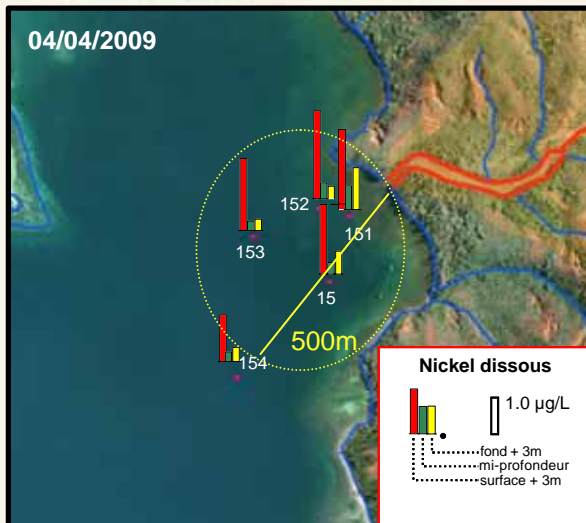 04/04/2009
152
151
153
15
500m
154
Nickel dissous
1.0 µg/L
fond + 3m
mi-profondeur
surface + 3m